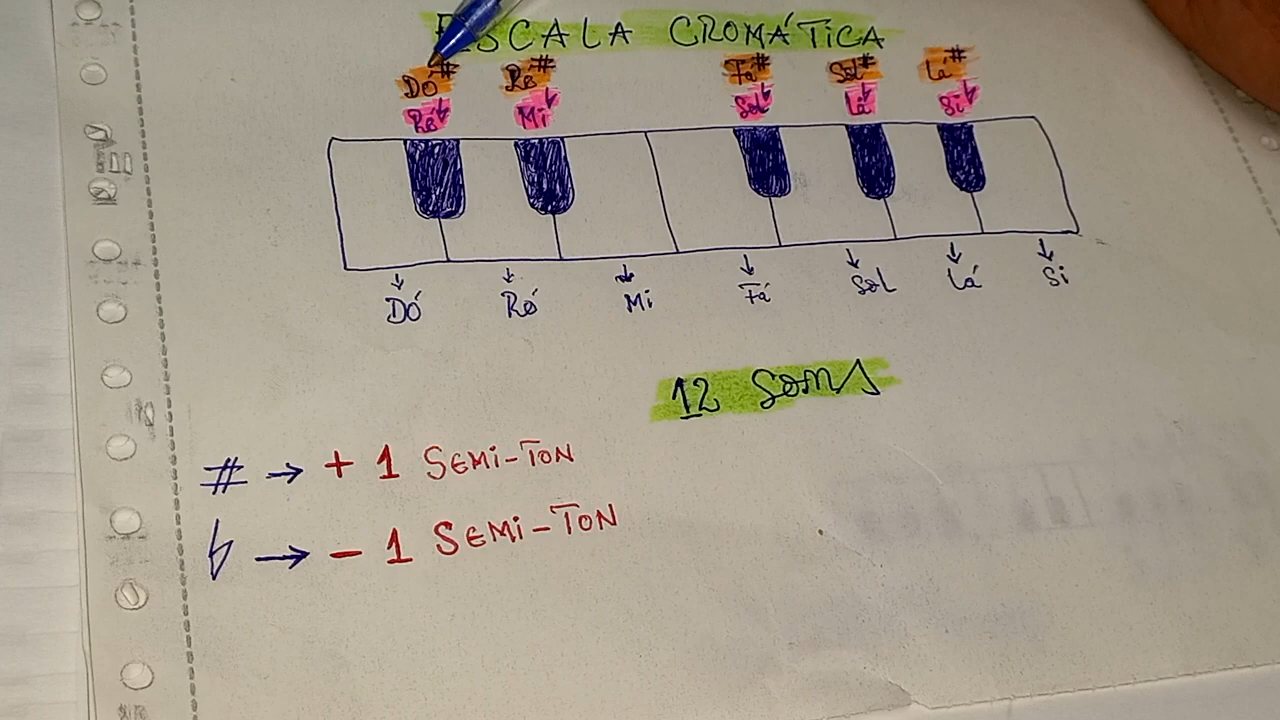 ESCALA CROMÁTICA
Dó# Ré# Fá# Sol# Lá#
Ré♭ Mi♭ Sol♭ Lá♭ Si♭
↓ ↓ ↓ ↓ ↓ ↓ ↓
Dó Ré Mi Fá Sol Lá Si
12 SONS
# → + 1 SEMI-TON
♭ → - 1 SEMI-TON